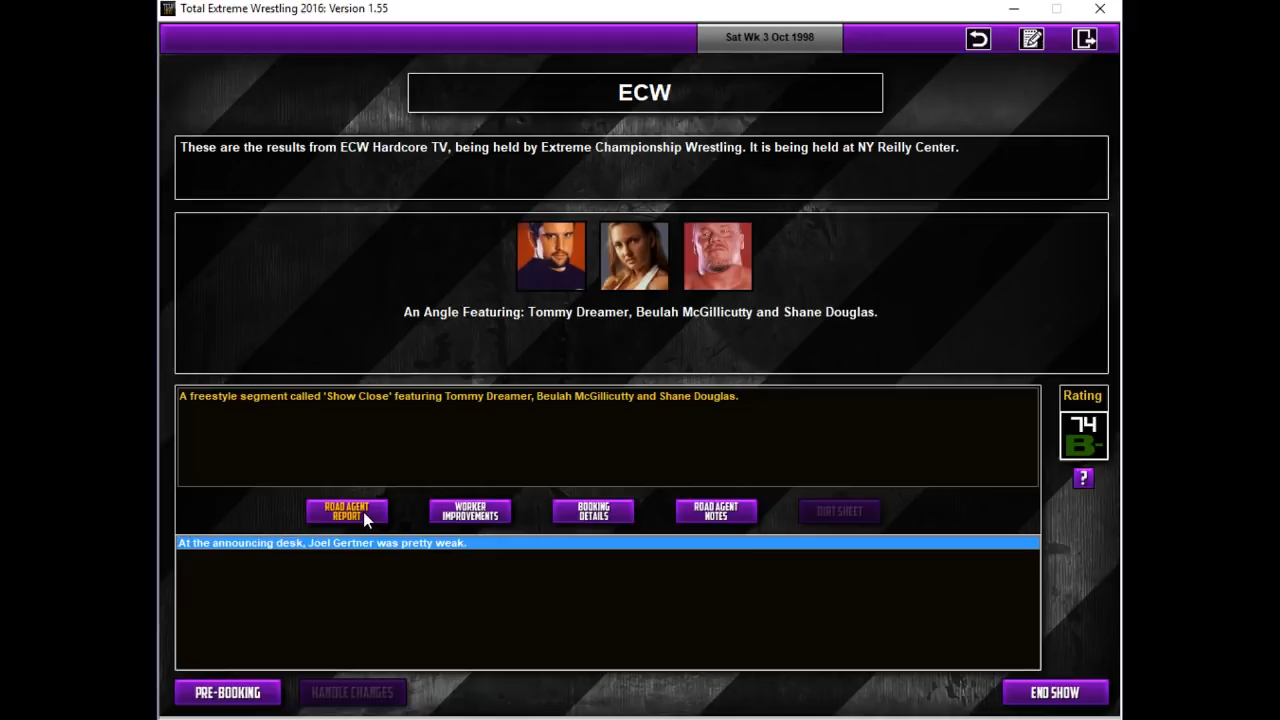 Total Extreme Wrestling 2016: Version 1.55
Sat Wk 3 Oct 1998
ECW
These are the results from ECW Hardcore TV, being held by Extreme Championship Wrestling. It is being held at NY Reilly Center.
An Angle Featuring: Tommy Dreamer, Beulah McGillicutty and Shane Douglas.
A freestyle segment called 'Show Close' featuring Tommy Dreamer, Beulah McGillicutty and Shane Douglas.
Rating
74
B-
?
ROAD AGENT
REPORT
WORKER
IMPROVEMENTS
BOOKING
DETAILS
ROAD AGENT
NOTES
DIRT SHEET
At the announcing desk, Joel Gertner was pretty weak.
PRE-BOOKING
HANDLE CHANGES
END SHOW